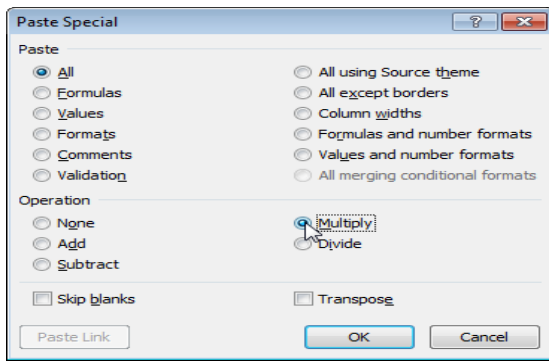 Paste Special
Paste
All
All using Source theme
Formulas
All except borders
Values
Column widths
Formats
Formulas and number formats
Comments
Values and number formats
Validation
All merging conditional formats
Operation
None
Multiply
Add
Divide
Subtract
Skip blanks
Transpose
Paste Link
OK
Cancel